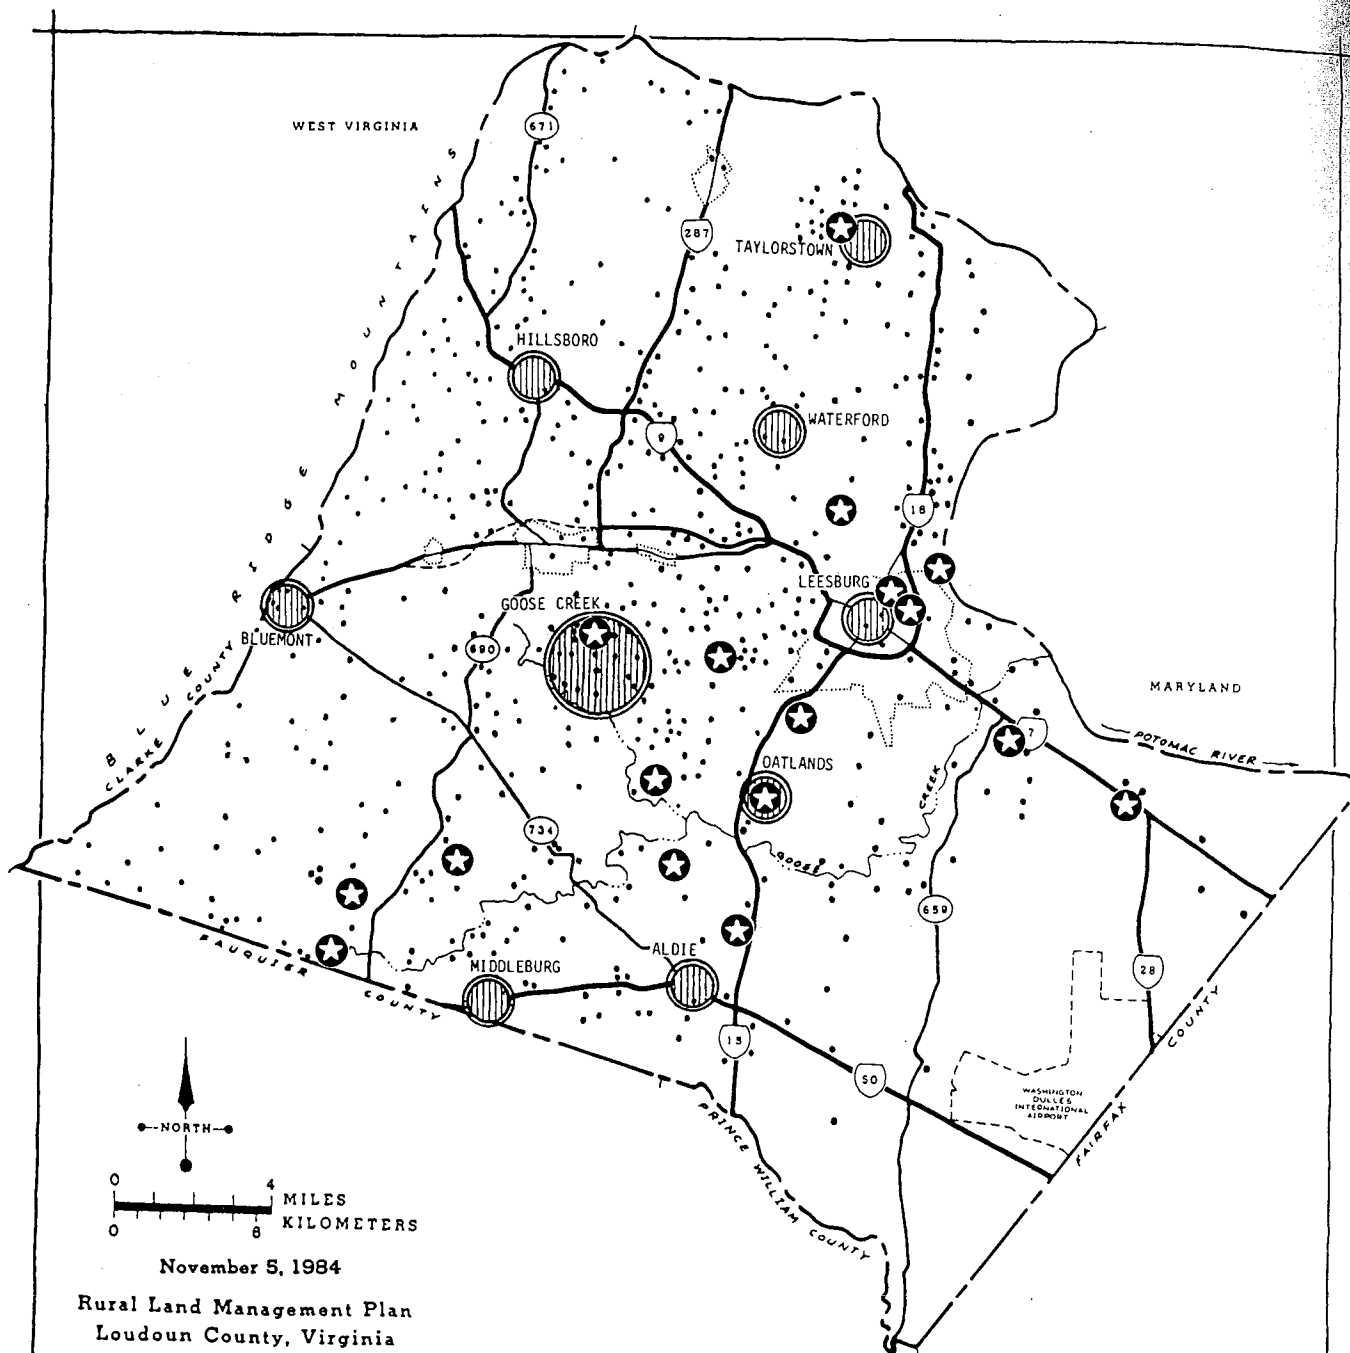 WEST VIRGINIA
671
BLUE RIDGE MOUNTAINS
287
TAYLORSTOWN
HILLSBORO
WATERFORD
9
18
LEESBURG
GOOSE CREEK
BLUEMONT
690
CLARKE COUNTY
MARYLAND
7
POTOMAC RIVER
OATLANDS
GOOSE CREEK
734
659
FAUQUIER COUNTY
ALDIE
MIDDLEBURG
28
15
50
WASHINGTON
DULLES
INTERNATIONAL
AIRPORT
FAIRFAX COUNTY
PRINCE WILLIAM COUNTY
NORTH
0 4
MILES
KILOMETERS
0 6
November 5, 1984
Rural Land Management Plan
Loudoun County, Virginia